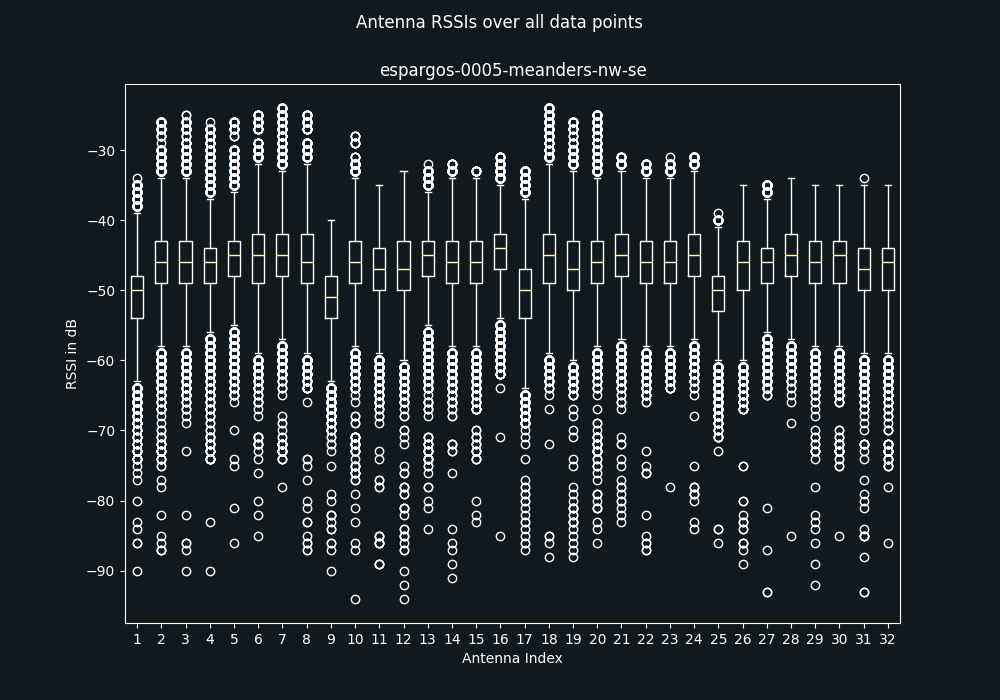 Antenna RSSIs over all data points
espargos-0005-meanders-nw-se
RSSI in dB
−30
−40
−50
−60
−70
−80
−90
1 2 3 4 5 6 7 8 9 10 11 12 13 14 15 16 17 18 19 20 21 22 23 24 25 26 27 28 29 30 31 32
Antenna Index